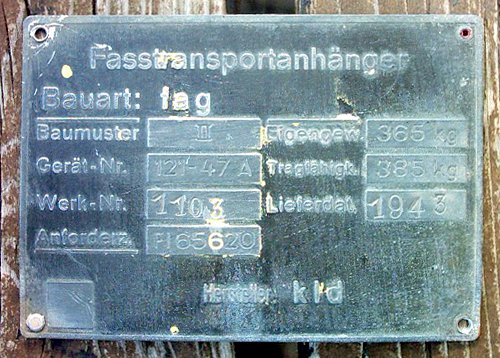 Fasstransportanhänger
Bauart: fag
Baumuster II Eigengew. 365 kg
Gerät-Nr. 121-47 A Tragfähigk. 385 kg
Werk-Nr. 1103 Lieferdat. 1943
Anforderz. Fl 65620
Hersteller: kld